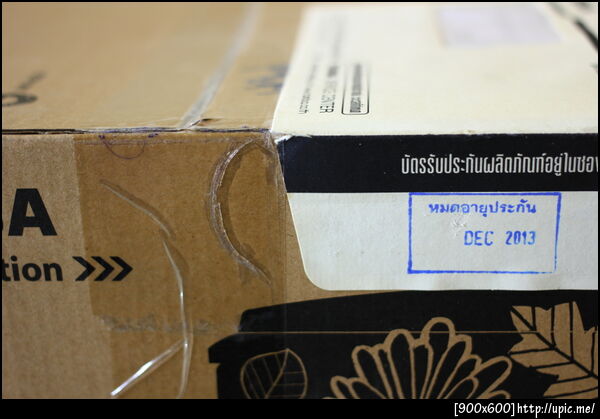 บัตรรับประกันผลิตภัณฑ์อยู่ในซอง
หมดอายุประกัน
DEC 2013
tion
[900x600]http://upic.me/